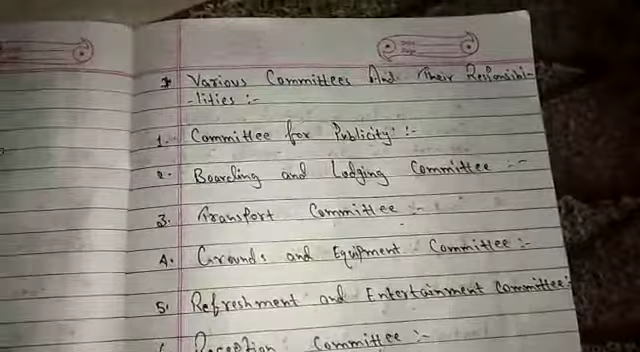 * Various Committees And Their Responsibi-
-lities :-
1. Committee for Publicity :-
2. Boarding and Lodging Committee :-
3. Transport Committee :-
4. Grounds and Equipment Committee :-
5. Refreshment and Entertainment Committee :-
Reception Committee :-